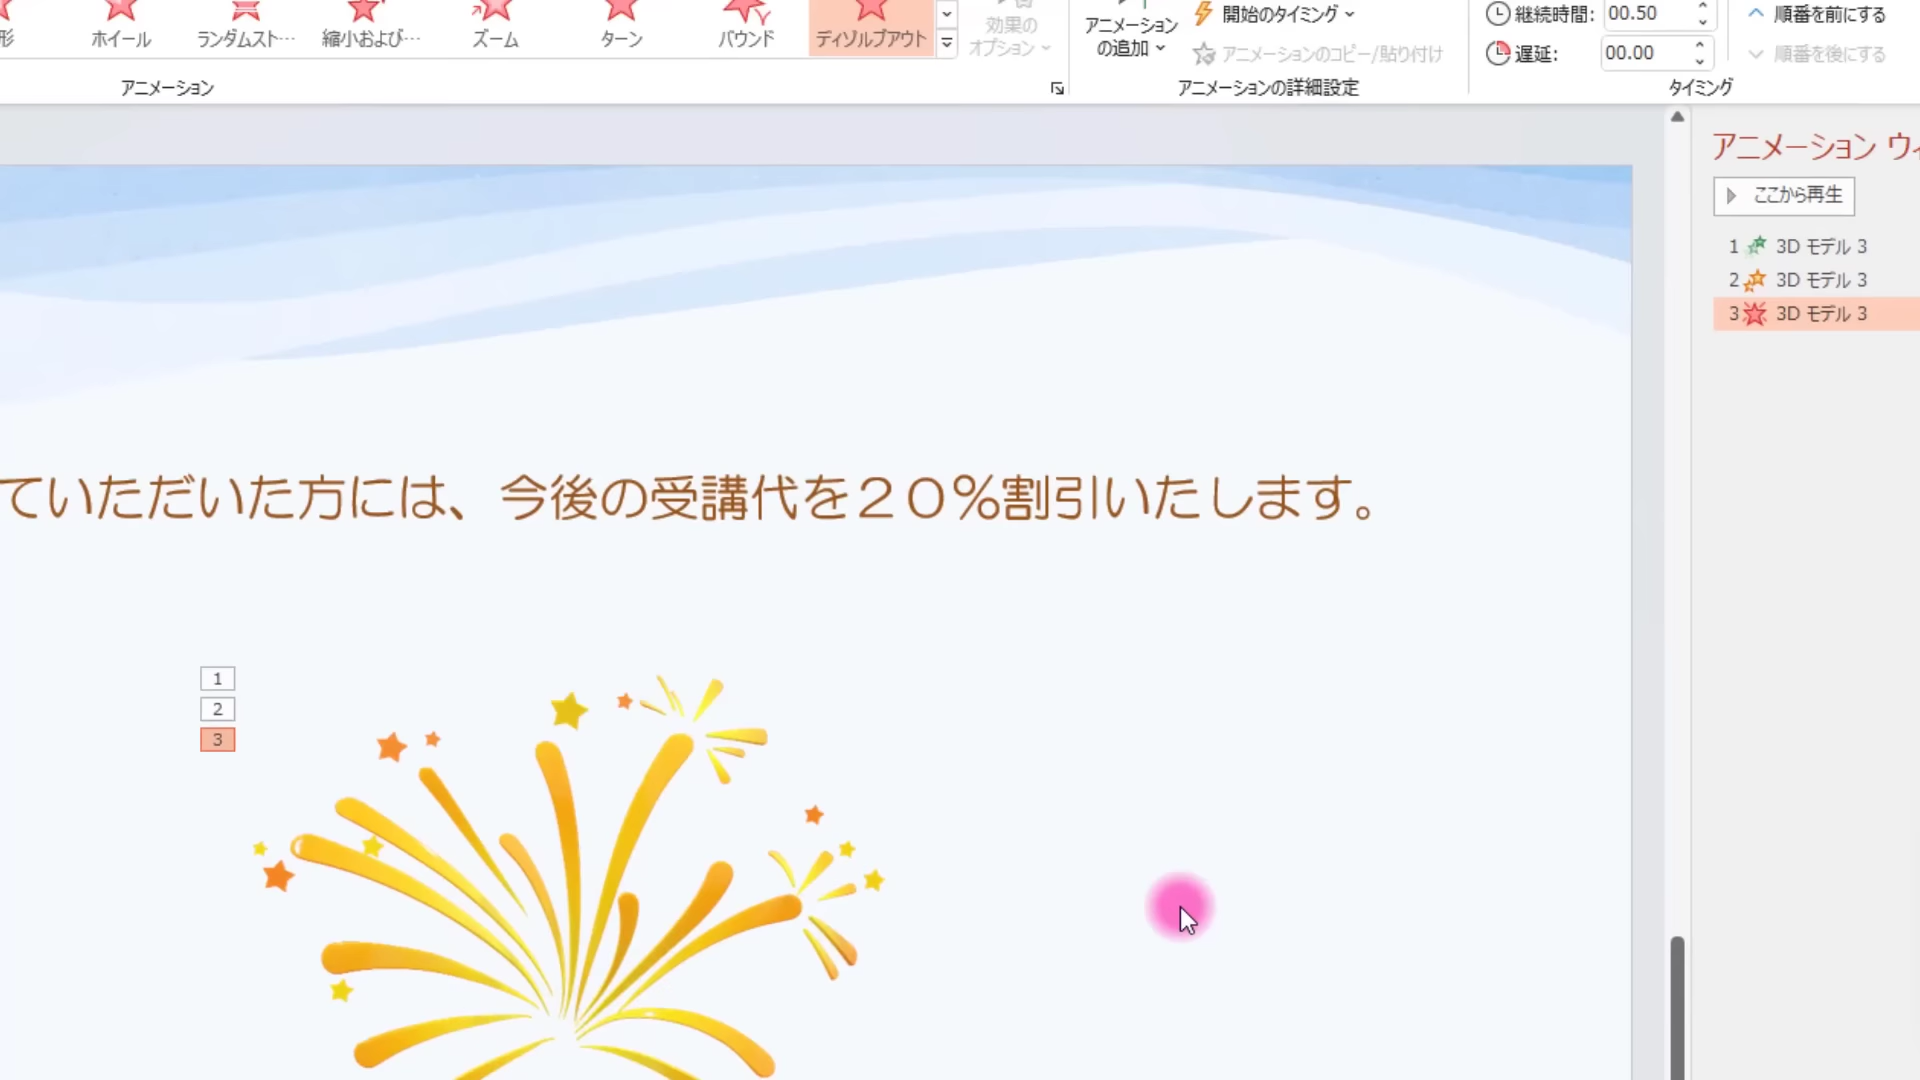 形 ホイール ランダムスト… 縮小および… ズーム ターン バウンド ディゾルブアウト
効果の
オプション
アニメーション
の追加
開始のタイミング
アニメーションのコピー/貼り付け
継続時間: 00.50
遅延: 00.00
順番を前にする
順番を後にする
アニメーション
アニメーションの詳細設定
タイミング
アニメーション ウィ
ここから再生
1 3D モデル 3
2 3D モデル 3
3 3D モデル 3
ていただいた方には、今後の受講代を20%割引いたします。
1
2
3